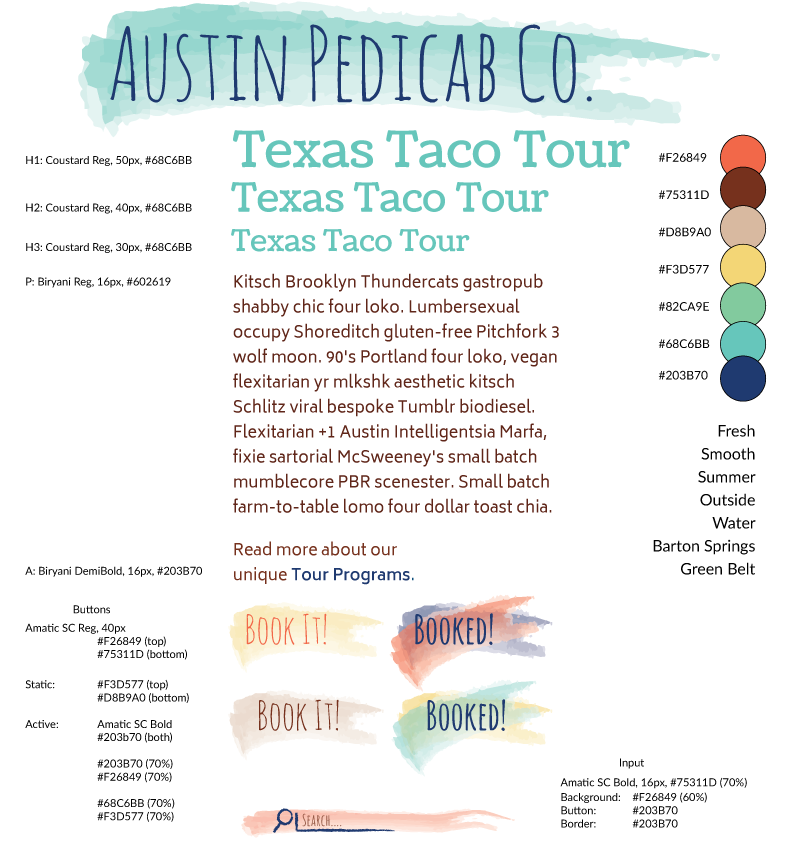 Austin Pedicab Co.
H1: Coustard Reg, 50px, #68C6BB
Texas Taco Tour
H2: Coustard Reg, 40px, #68C6BB
Texas Taco Tour
H3: Coustard Reg, 30px, #68C6BB
Texas Taco Tour
P: Biryani Reg, 16px, #602619
Kitsch Brooklyn Thundercats gastropub
shabby chic four loko. Lumbersexual
occupy Shoreditch gluten-free Pitchfork 3
wolf moon. 90's Portland four loko, vegan
flexitarian yr mlkshk aesthetic kitsch
Schlitz viral bespoke Tumblr biodiesel.
Flexitarian +1 Austin Intelligentsia Marfa,
fixie sartorial McSweeney's small batch
mumblecore PBR scenester. Small batch
farm-to-table lomo four dollar toast chia.
A: Biryani DemiBold, 16px, #203B70
Read more about our
unique Tour Programs.
#F26849
#75311D
#D8B9A0
#F3D577
#82CA9E
#68C6BB
#203B70
Fresh
Smooth
Summer
Outside
Water
Barton Springs
Green Belt
Buttons
Amatic SC Reg, 40px
#F26849 (top)
#75311D (bottom)
Static: #F3D577 (top)
#D8B9A0 (bottom)
Active: Amatic SC Bold
#203b70 (both)
#203B70 (70%)
#F26849 (70%)
#68C6BB (70%)
#F3D577 (70%)
Book It!
Booked!
Book It!
Booked!
Search....
Input
Amatic SC Bold, 16px, #75311D (70%)
Background: #F26849 (60%)
Button: #203B70
Border: #203B70